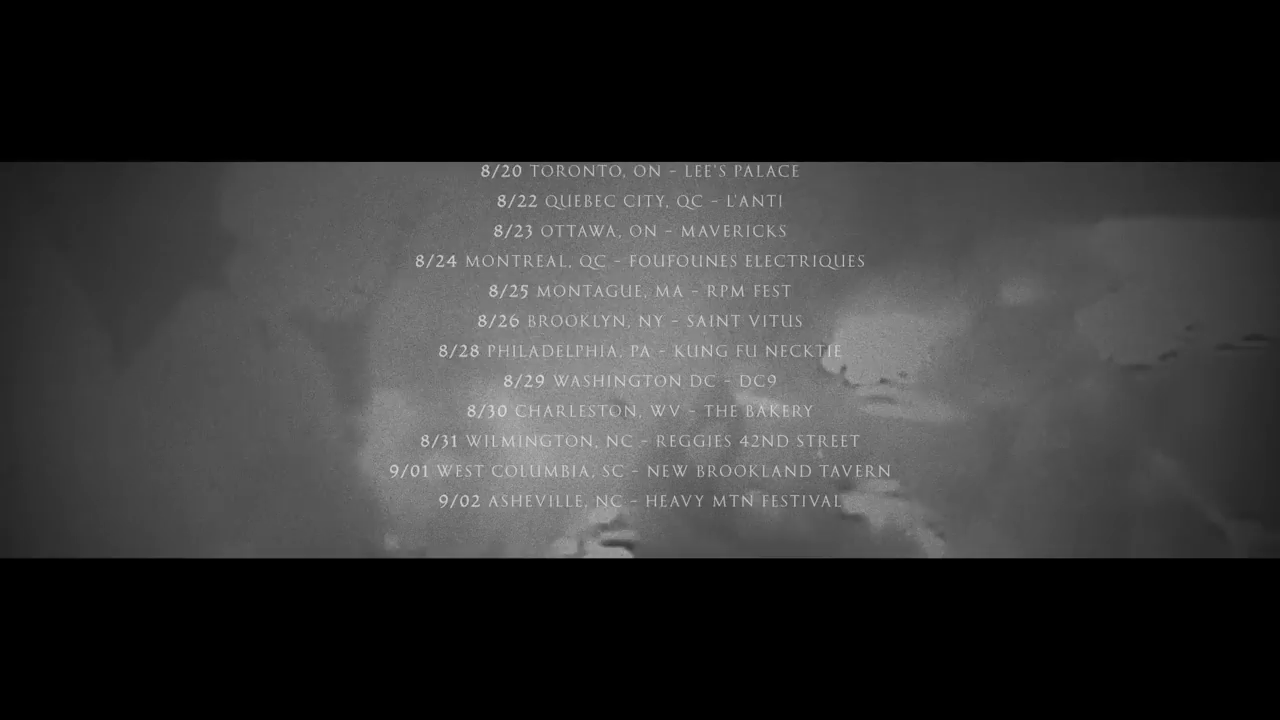 8/20 TORONTO, ON - LEE'S PALACE
8/22 QUEBEC CITY, QC - L'ANTI
8/23 OTTAWA, ON - MAVERICKS
8/24 MONTREAL, QC - FOUFOUNES ELECTRIQUES
8/25 MONTAGUE, MA - RPM FEST
8/26 BROOKLYN, NY - SAINT VITUS
8/28 PHILADELPHIA, PA - KUNG FU NECKTIE
8/29 WASHINGTON DC - DC9
8/30 CHARLESTON, WV - THE BAKERY
8/31 WILMINGTON, NC - REGGIES 42ND STREET
9/01 WEST COLUMBIA, SC - NEW BROOKLAND TAVERN
9/02 ASHEVILLE, NC - HEAVY MTN FESTIVAL